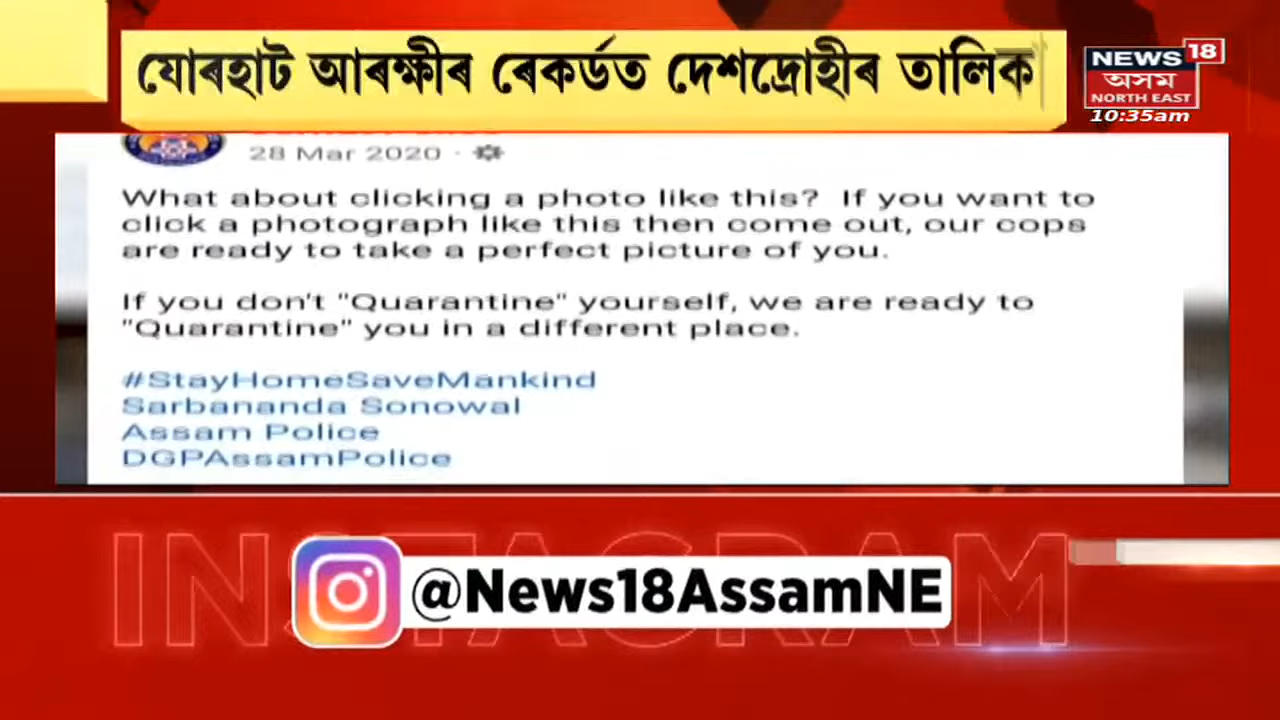 যোৰহাট আৰক্ষীৰ ৰেকৰ্ডত দেশদ্ৰোহীৰ তালিকা
NEWS 18
অসম
NORTH EAST
10:35am
28 Mar 2020
What about clicking a photo like this? If you want to
click a photograph like this then come out, our cops
are ready to take a perfect picture of you.
If you don't "Quarantine" yourself, we are ready to
"Quarantine" you in a different place.
#StayHomeSaveMankind
Sarbananda Sonowal
Assam Police
DGPAssamPolice
INSTAGRAM
@News18AssamNE